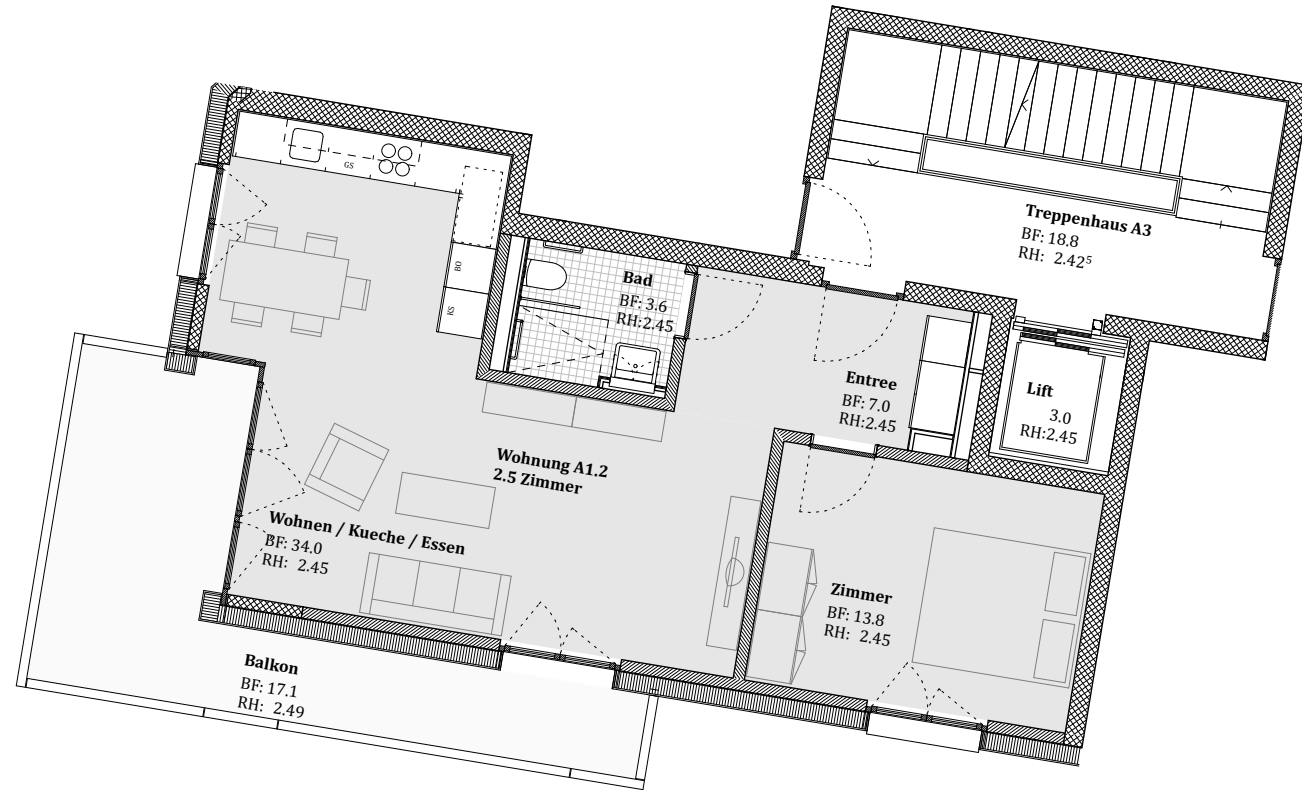 GS
BO
KS
Bad
BF: 3.6
RH:2.45
Treppenhaus A3
BF: 18.8
RH: 2.42⁵
Entree
BF: 7.0
RH:2.45
Lift
3.0
RH:2.45
Wohnung A1.2
2.5 Zimmer
Wohnen / Kueche / Essen
BF: 34.0
RH: 2.45
Zimmer
BF: 13.8
RH: 2.45
Balkon
BF: 17.1
RH: 2.49